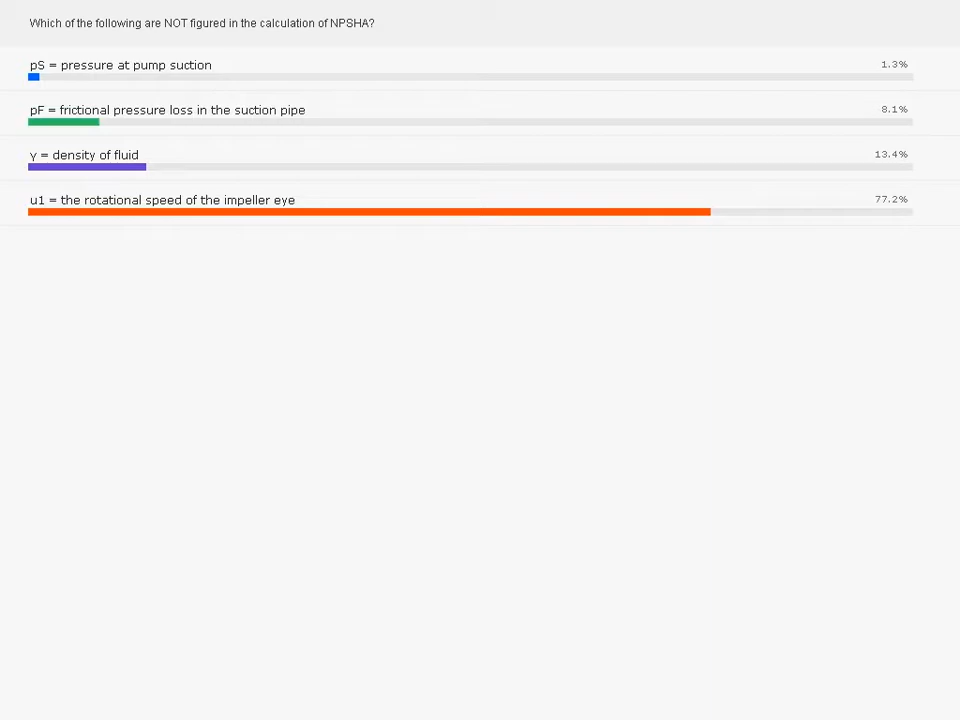 Which of the following are NOT figured in the calculation of NPSHA?
pS = pressure at pump suction
1.3%
pF = frictional pressure loss in the suction pipe
8.1%
γ = density of fluid
13.4%
u1 = the rotational speed of the impeller eye
77.2%